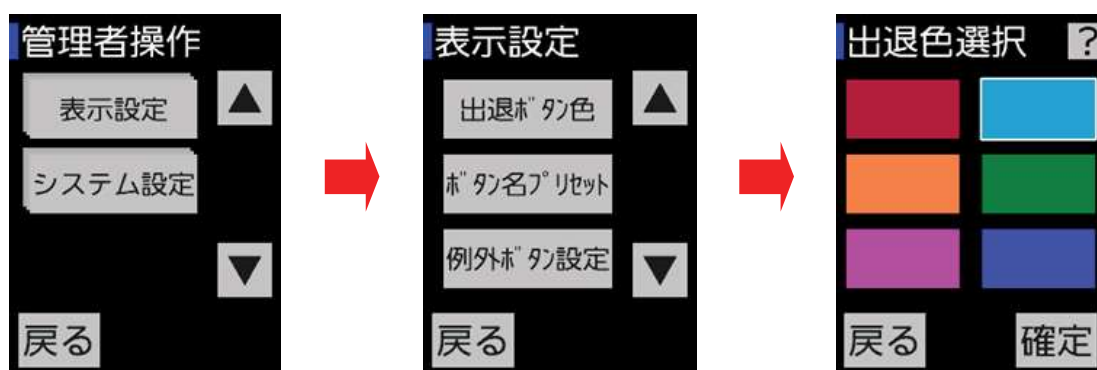 管理者操作
表示設定
▲
システム設定
▼
戻る
表示設定
出退ﾎﾞﾀﾝ色
▲
ﾎﾞﾀﾝ名ﾌﾟﾘｾｯﾄ
例外ﾎﾞﾀﾝ設定
▼
戻る
出退色選択 ?
戻る 確定